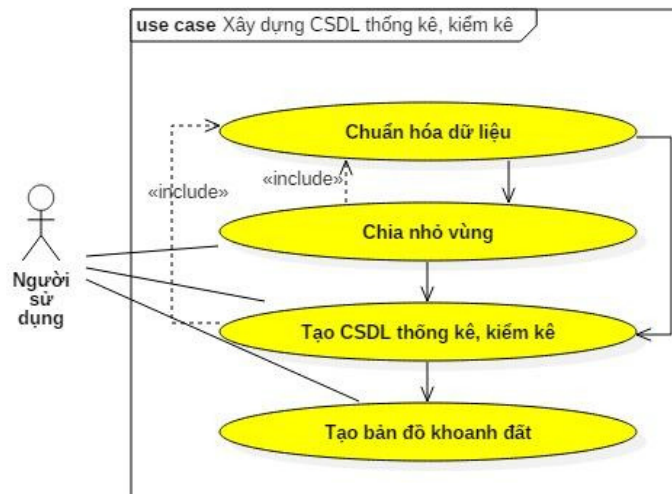 use case Xây dựng CSDL thống kê, kiểm kê
Chuẩn hóa dữ liệu
«include»
«include»
Chia nhỏ vùng
Người
sử
dụng
Tạo CSDL thống kê, kiểm kê
Tạo bản đồ khoanh đất